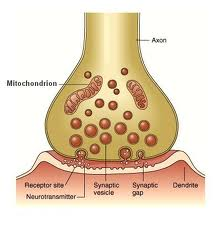 Axon
Mitochondrion
Receptor site
Synaptic
vesicle
Synaptic
gap
Dendrite
Neurotransmitter